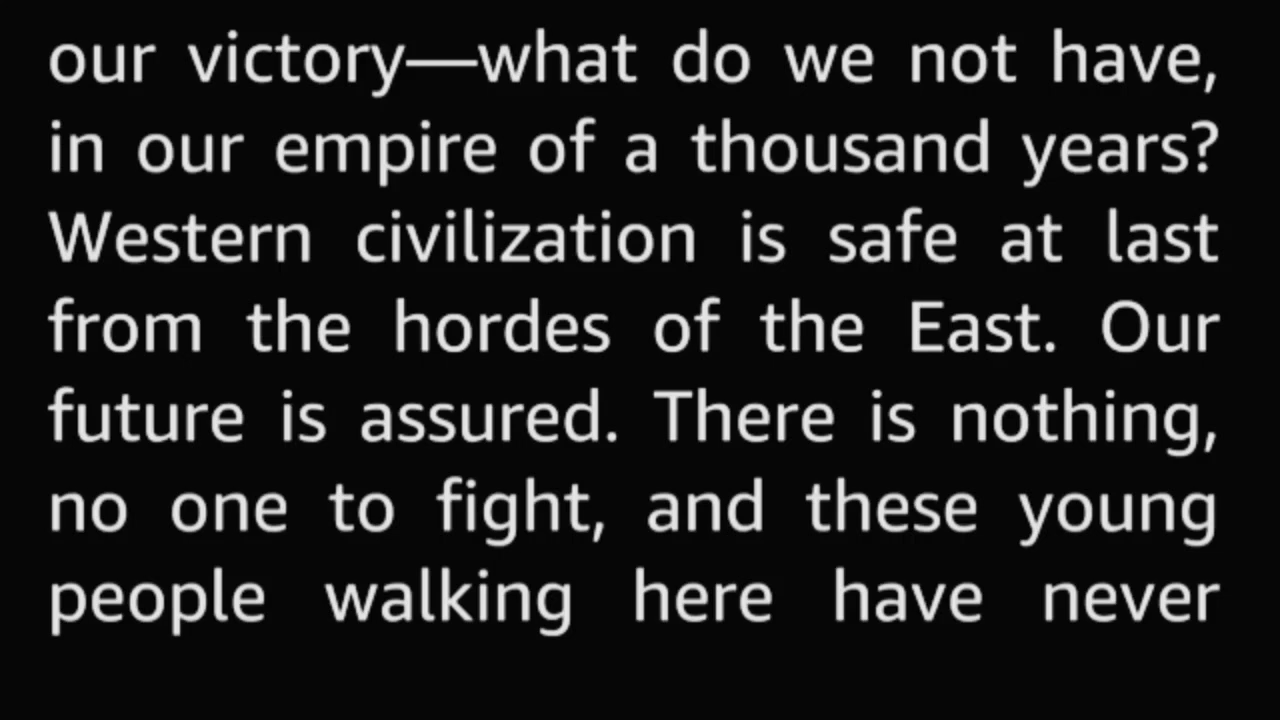 our victory—what do we not have,
in our empire of a thousand years?
Western civilization is safe at last
from the hordes of the East. Our
future is assured. There is nothing,
no one to fight, and these young
people walking here have never